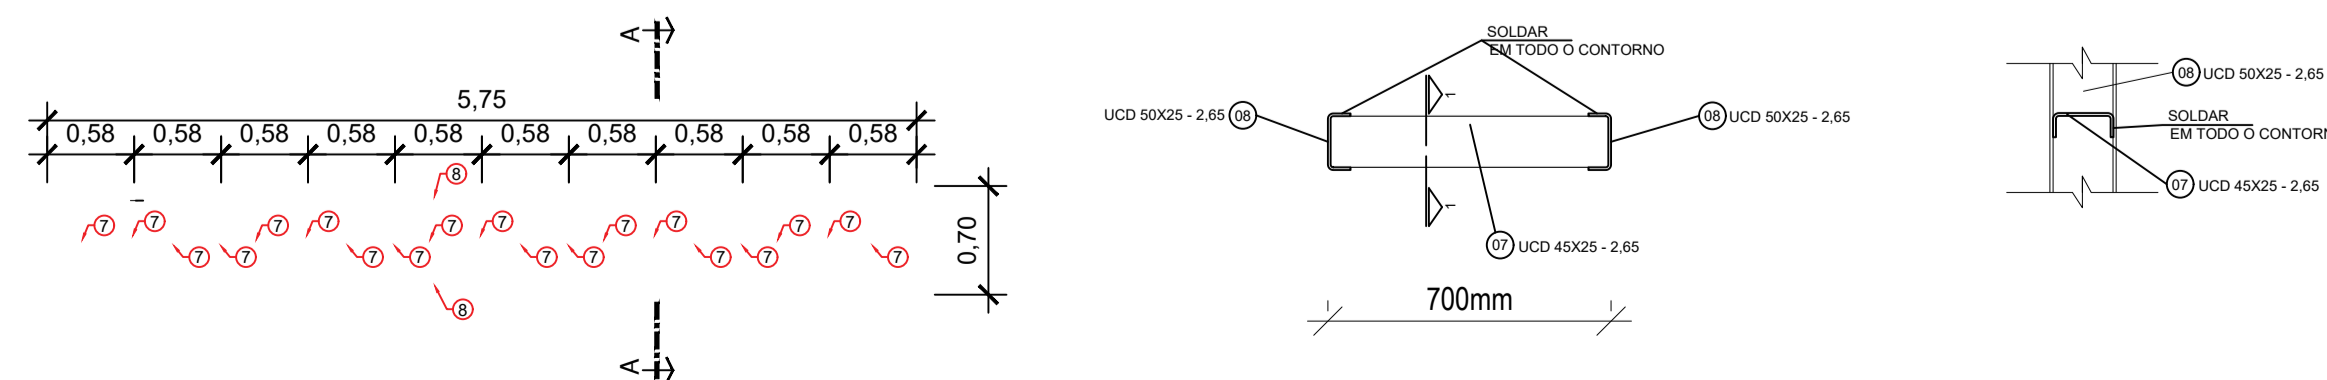 A
5,75
0,58 0,58 0,58 0,58 0,58 0,58 0,58 0,58 0,58 0,58
8
7 7 7 7 7 7 7 7 7 7
7 7 7 7 7 7 7 7 7
8
0,70
A
SOLDAR
EM TODO O CONTORNO
UCD 50X25 - 2,65 08
08 UCD 50X25 - 2,65
1
1
07 UCD 45X25 - 2,65
700mm
08 UCD 50X25 - 2,65
SOLDAR
EM TODO O CONTORN
07 UCD 45X25 - 2,65